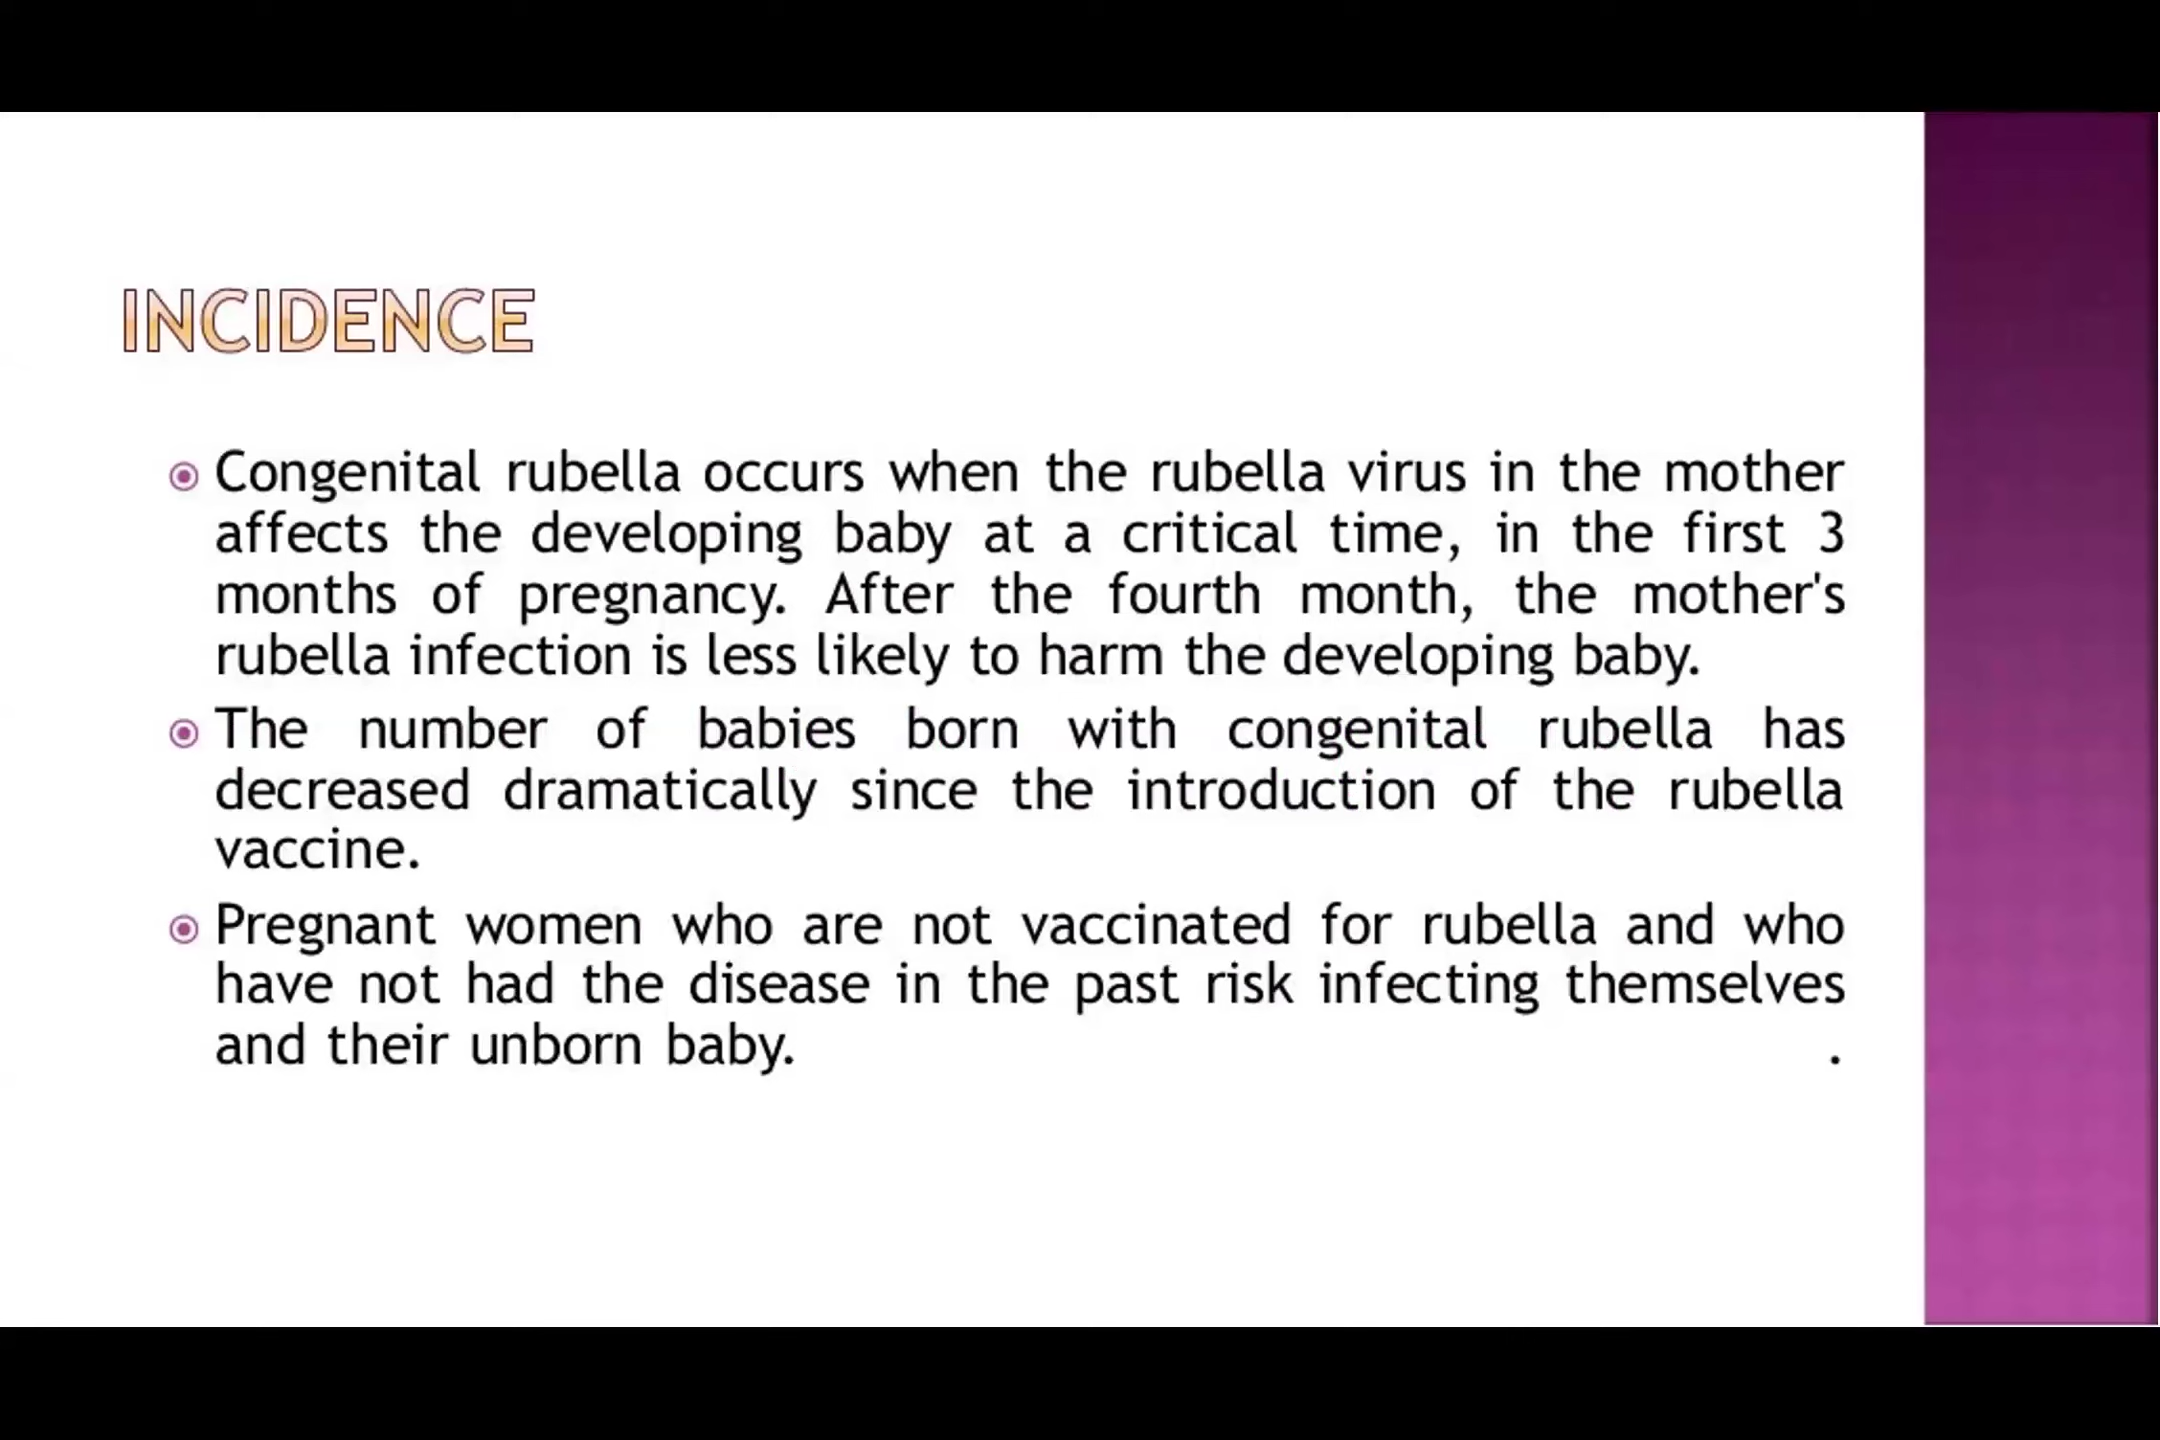 INCIDENCE
Congenital rubella occurs when the rubella virus in the mother
affects the developing baby at a critical time, in the first 3
months of pregnancy. After the fourth month, the mother's
rubella infection is less likely to harm the developing baby.
The number of babies born with congenital rubella has
decreased dramatically since the introduction of the rubella
vaccine.
Pregnant women who are not vaccinated for rubella and who
have not had the disease in the past risk infecting themselves
and their unborn baby. .